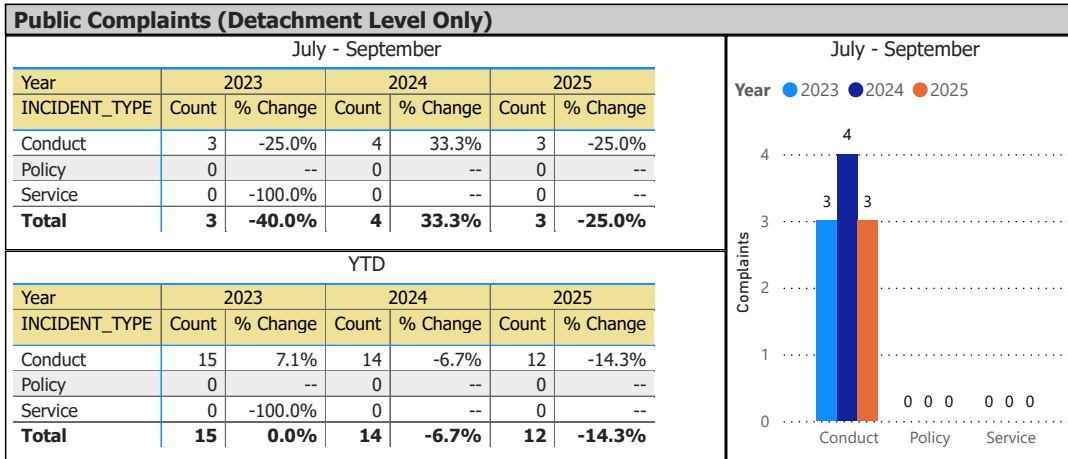 Public Complaints (Detachment Level Only)
July - September
Year 2023 2024 2025
INCIDENT_TYPE Count % Change Count % Change Count % Change
Conduct 3 -25.0% 4 33.3% 3 -25.0%
Policy 0 -- 0 -- 0 --
Service 0 -100.0% 0 -- 0 --
Total 3 -40.0% 4 33.3% 3 -25.0%
YTD
Year 2023 2024 2025
INCIDENT_TYPE Count % Change Count % Change Count % Change
Conduct 15 7.1% 14 -6.7% 12 -14.3%
Policy 0 -- 0 -- 0 --
Service 0 -100.0% 0 -- 0 --
Total 15 0.0% 14 -6.7% 12 -14.3%
July - September
Year 2023 2024 2025
Complaints
4
3
2
1
0
3 4 3
0 0 0 0 0 0
Conduct Policy Service